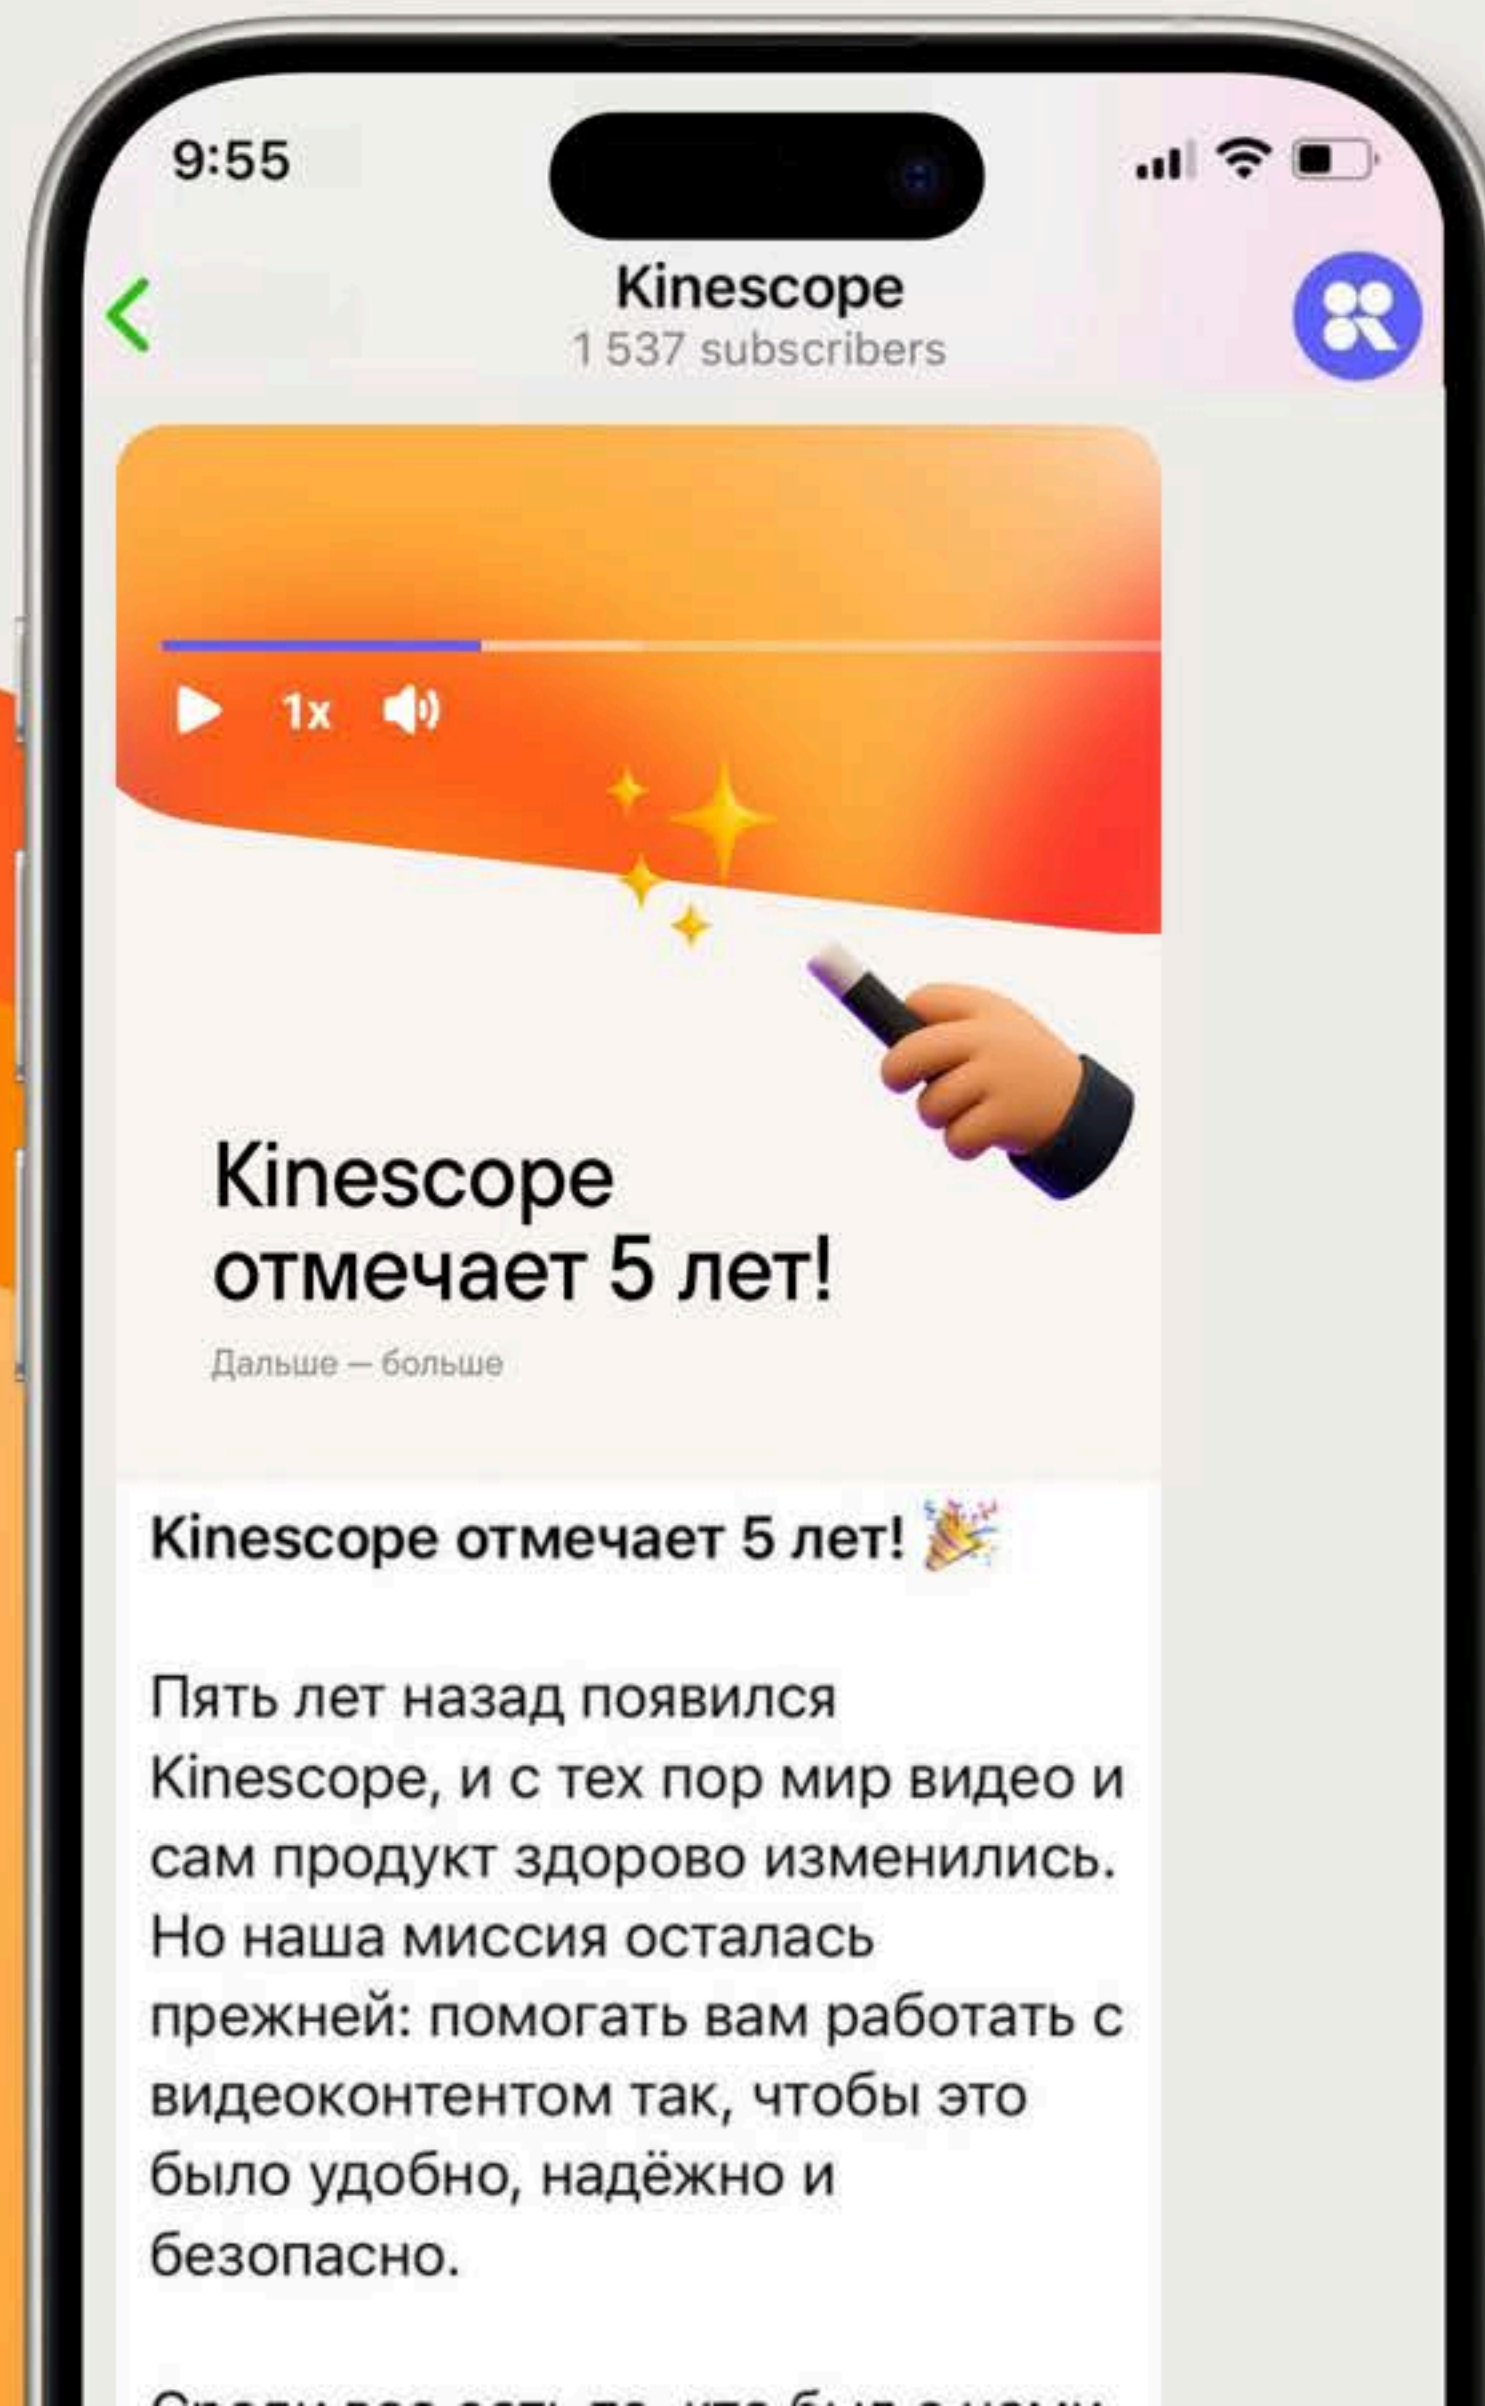 9:55
Kinescope
1 537 subscribers
1x
Kinescope
отмечает 5 лет!
Дальше — больше
Kinescope отмечает 5 лет! 🎉
Пять лет назад появился
Kinescope, и с тех пор мир видео и
сам продукт здорово изменились.
Но наша миссия осталась
прежней: помогать вам работать с
видеоконтентом так, чтобы это
было удобно, надёжно и
безопасно.